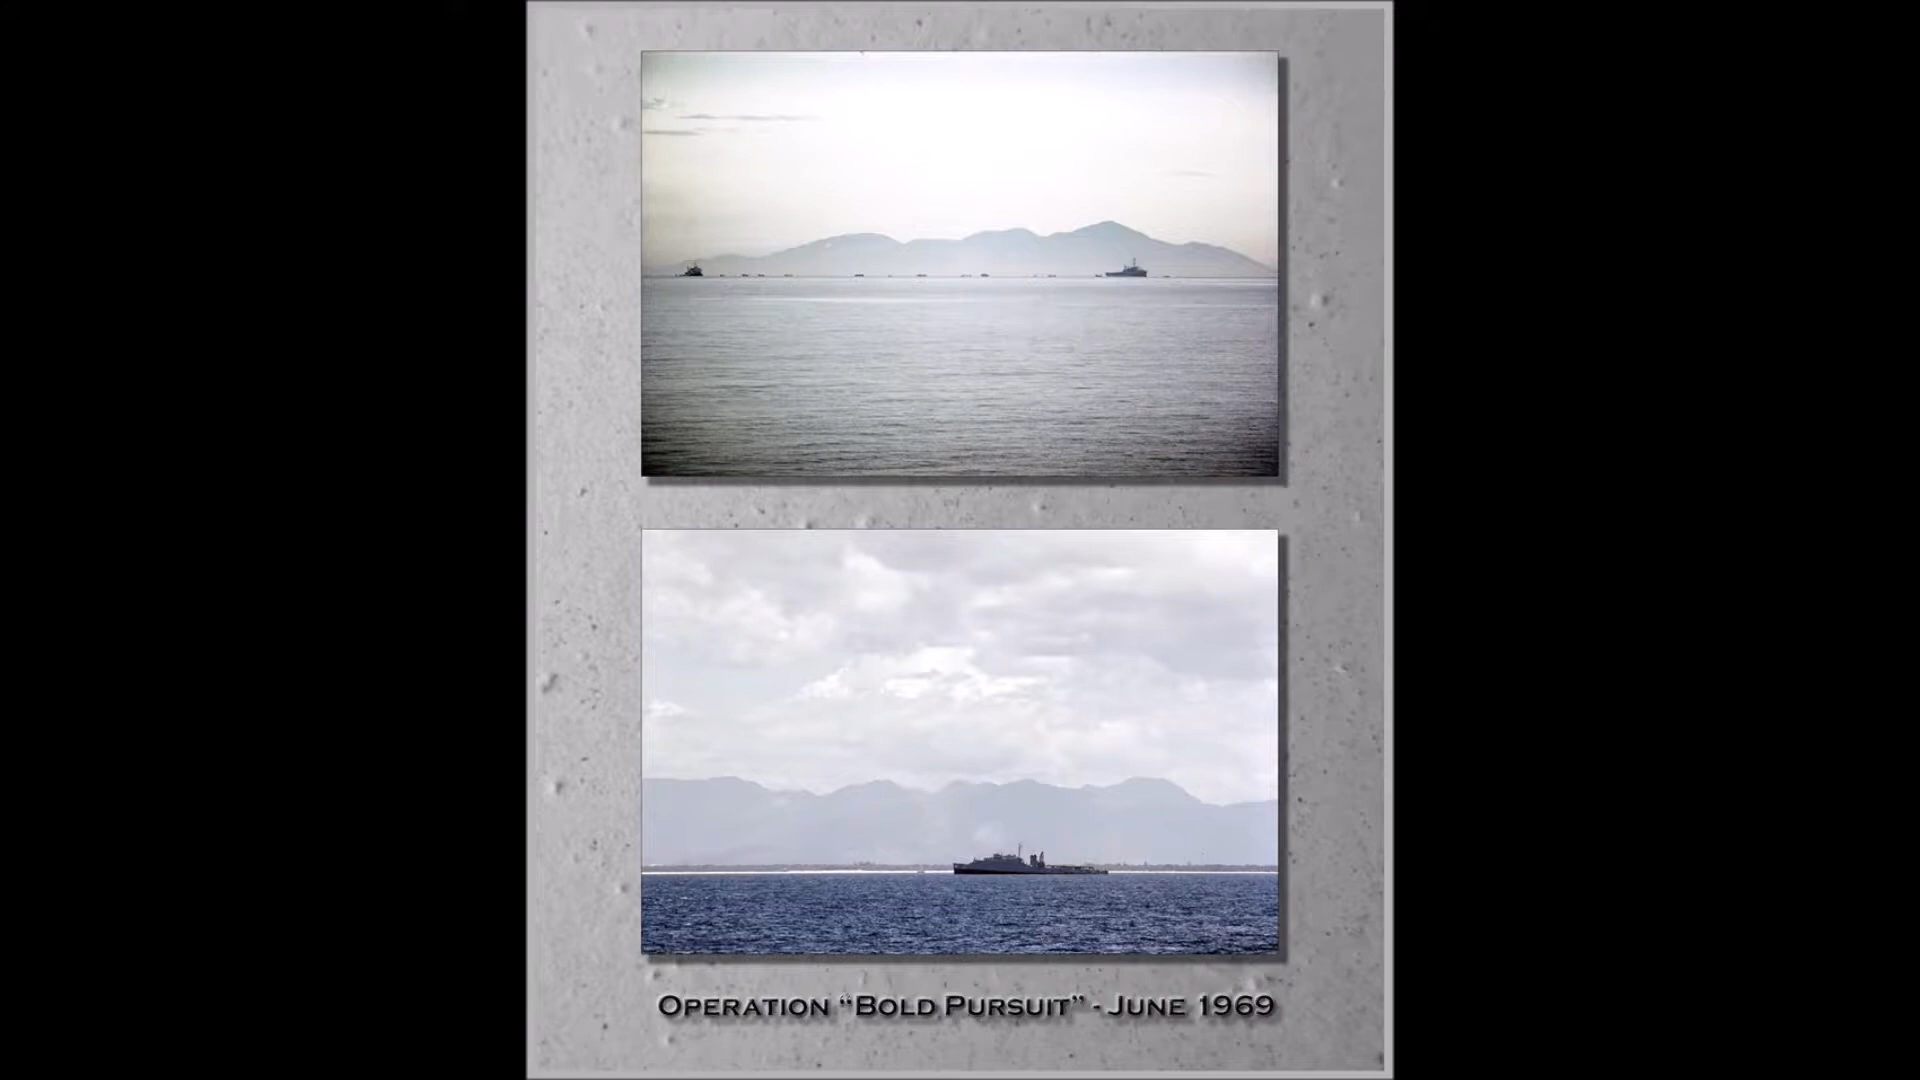 Operation “Bold Pursuit” - June 1969